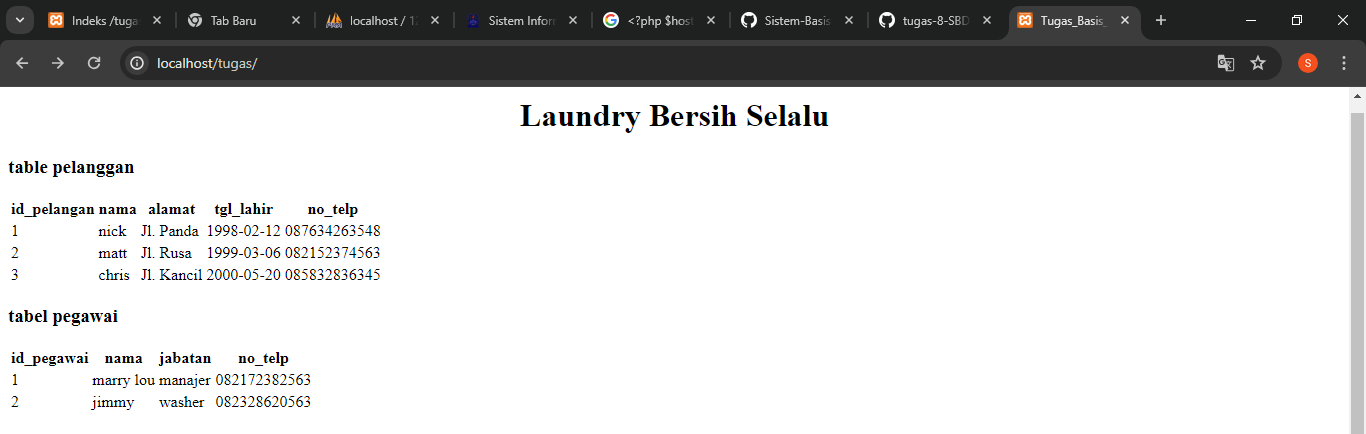 Indeks /tuga
Tab Baru
localhost / 12
Sistem Inforr
<?php $host
Sistem-Basis
tugas-8-SBD
Tugas_Basis_
localhost/tugas/
S
Laundry Bersih Selalu
table pelanggan
id_pelangan nama alamat tgl_lahir no_telp
1 nick Jl. Panda 1998-02-12 087634263548
2 matt Jl. Rusa 1999-03-06 082152374563
3 chris Jl. Kancil 2000-05-20 085832836345
tabel pegawai
id_pegawai nama jabatan no_telp
1 marry lou manajer 082172382563
2 jimmy washer 082328620563